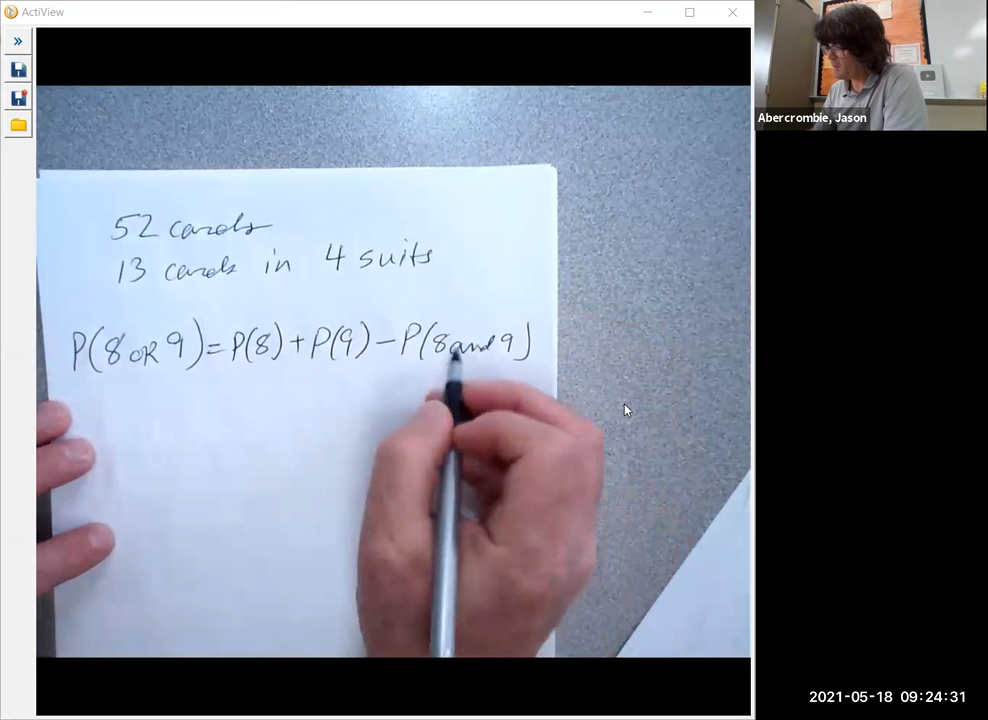 ActiView
Abercrombie, Jason
52 cards
13 cards in 4 suits
P(8 OR 9) = P(8) + P(9) - P(8 and 9)
2021-05-18 09:24:31